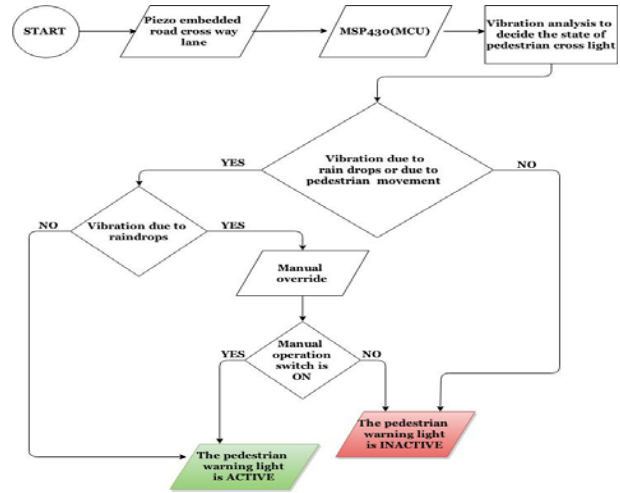 START
Piezo embedded
road cross way
lane
MSP430(MCU)
Vibration analysis to
decide the state of
pedestrian cross light
YES
Vibration due to
rain drops or due to
pedestrian movement
NO
NO
Vibration due to
raindrops
YES
Manual
override
YES
Manual
operation
switch is
ON
NO
The pedestrian
warning light
is INACTIVE
The pedestrian
warning light
is ACTIVE